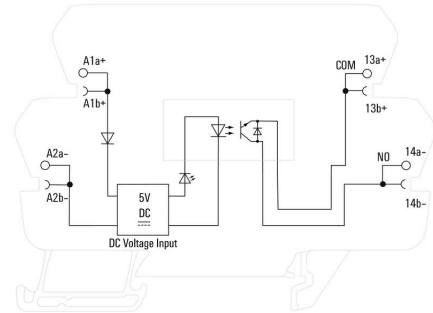 A1a+
A1b+
COM
13a+
13b+
A2a–
A2b–
NO
14a–
14b–
5V
DC
DC Voltage Input